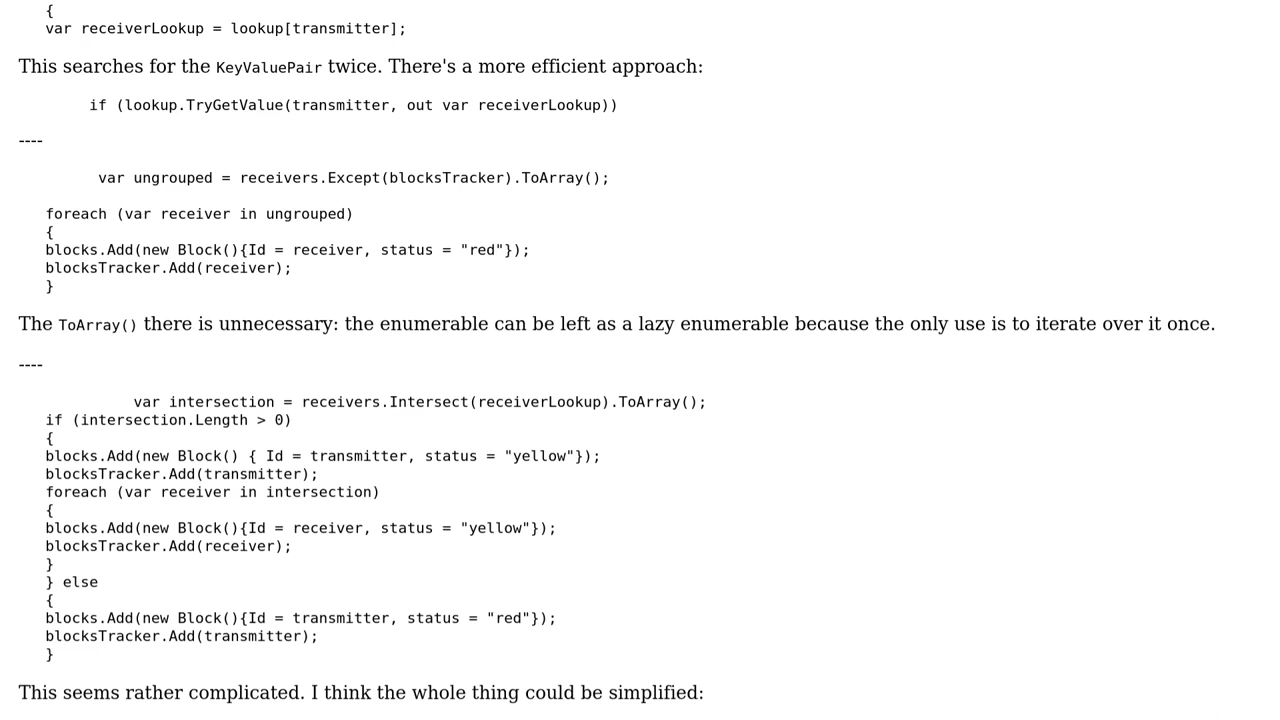 {
var receiverLookup = lookup[transmitter];
This searches for the KeyValuePair twice. There's a more efficient approach:
if (lookup.TryGetValue(transmitter, out var receiverLookup))
----
var ungrouped = receivers.Except(blocksTracker).ToArray();
foreach (var receiver in ungrouped)
{
blocks.Add(new Block(){Id = receiver, status = "red"});
blocksTracker.Add(receiver);
}
The ToArray() there is unnecessary: the enumerable can be left as a lazy enumerable because the only use is to iterate over it once.
----
var intersection = receivers.Intersect(receiverLookup).ToArray();
if (intersection.Length > 0)
{
blocks.Add(new Block() { Id = transmitter, status = "yellow"});
blocksTracker.Add(transmitter);
foreach (var receiver in intersection)
{
blocks.Add(new Block(){Id = receiver, status = "yellow"});
blocksTracker.Add(receiver);
}
} else
{
blocks.Add(new Block(){Id = transmitter, status = "red"});
blocksTracker.Add(transmitter);
}
This seems rather complicated. I think the whole thing could be simplified: